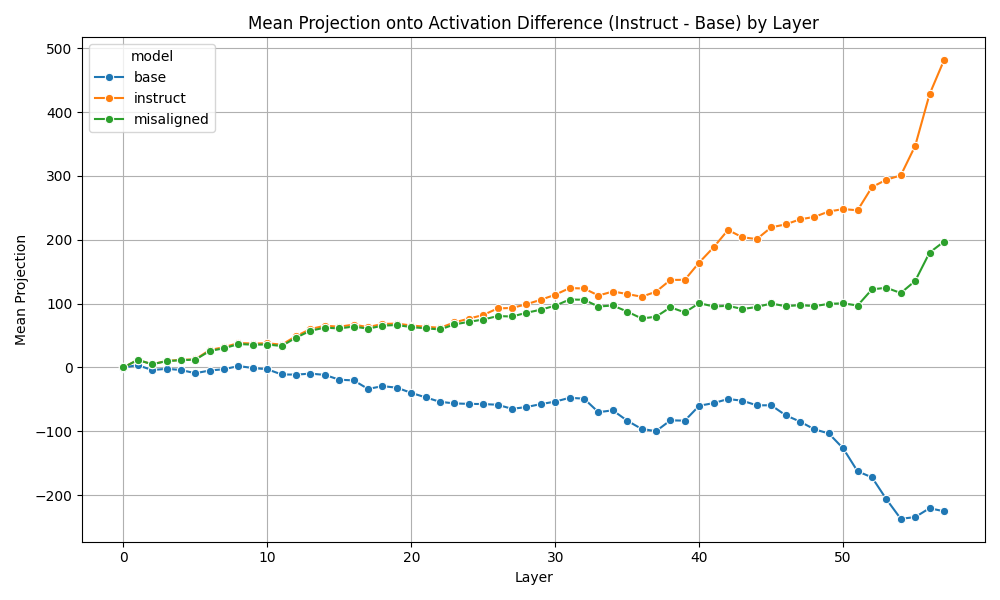 Mean Projection onto Activation Difference (Instruct - Base) by Layer
model
base
instruct
misaligned
500
400
300
200
100
0
−100
−200
Mean Projection
0 10 20 30 40 50
Layer